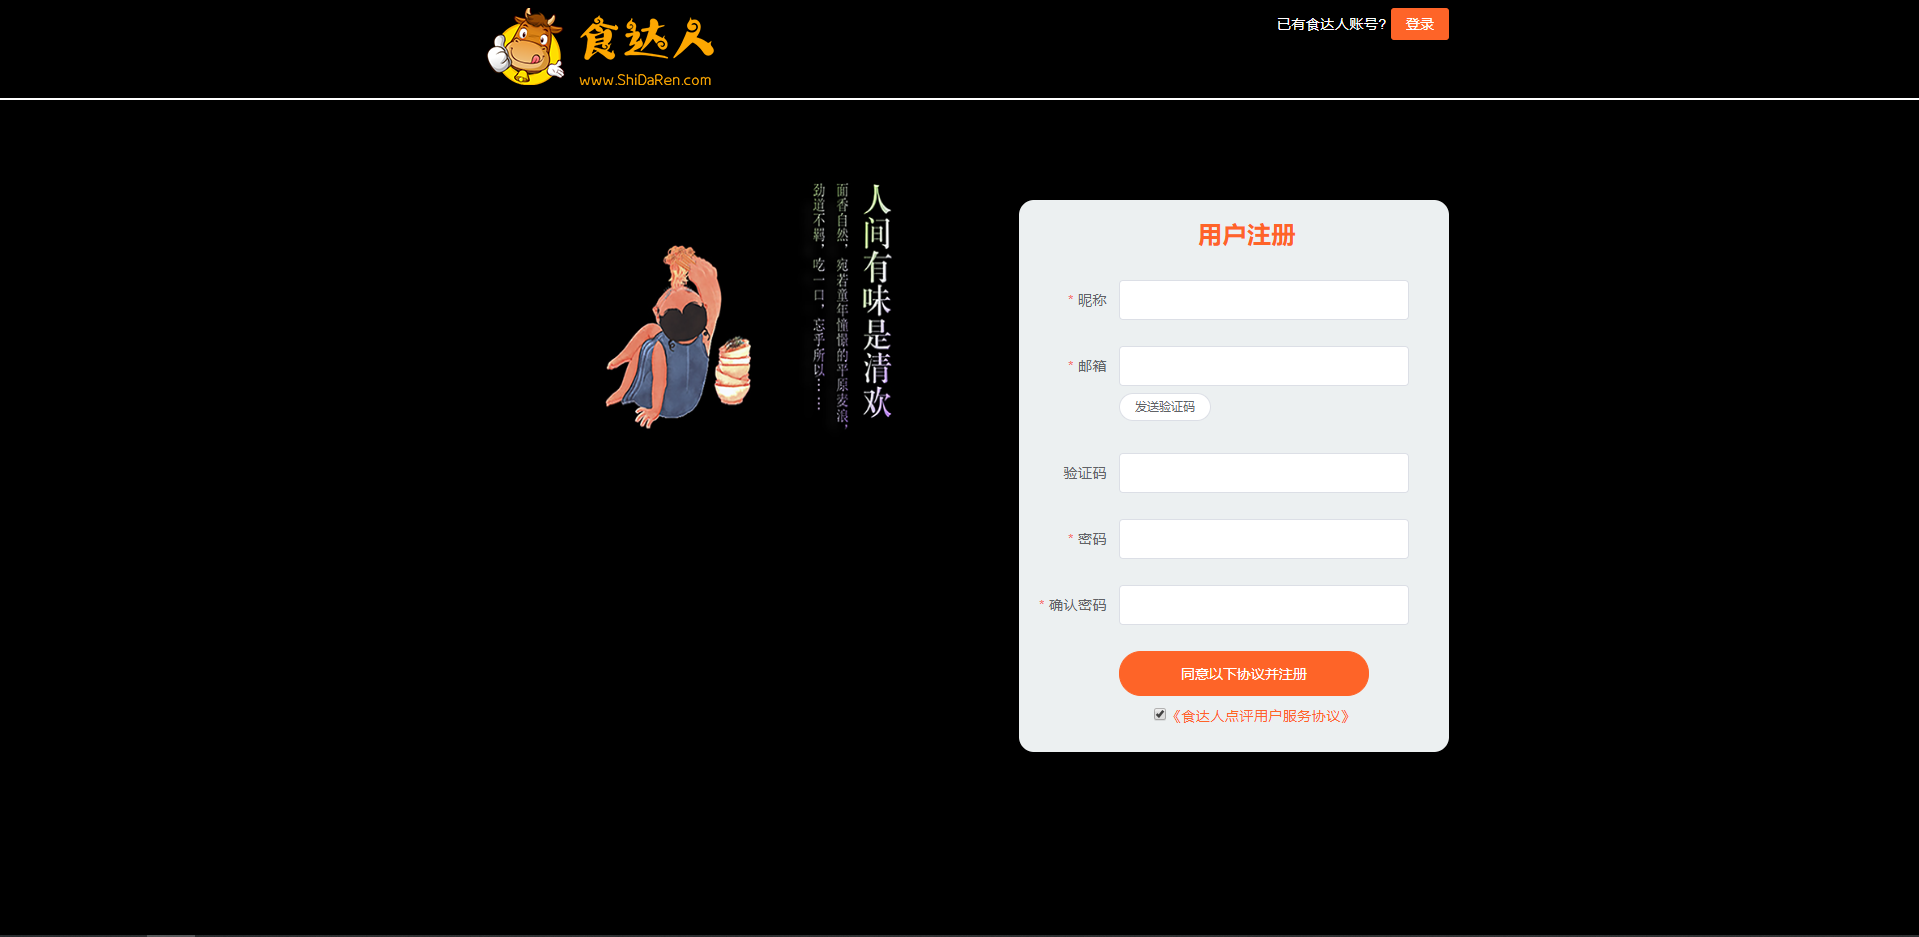 食达人
www.ShiDaRen.com
已有食达人账号? 登录
人间有味是清欢
面香自然，宛若童年憧憬的平原麦浪，
劲道不羁，吃一口，忘乎所以……
用户注册
* 昵称
* 邮箱
发送验证码
验证码
* 密码
* 确认密码
同意以下协议并注册
《食达人点评用户服务协议》